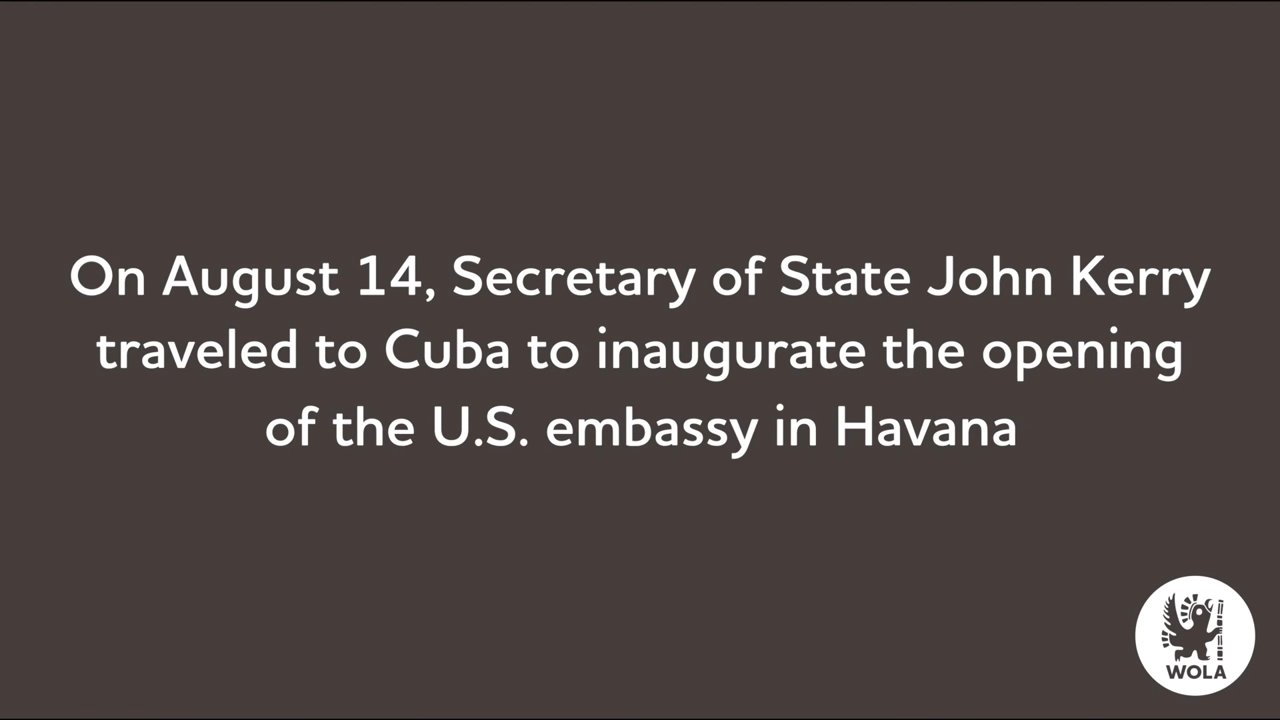 On August 14, Secretary of State John Kerry
traveled to Cuba to inaugurate the opening
of the U.S. embassy in Havana
WOLA